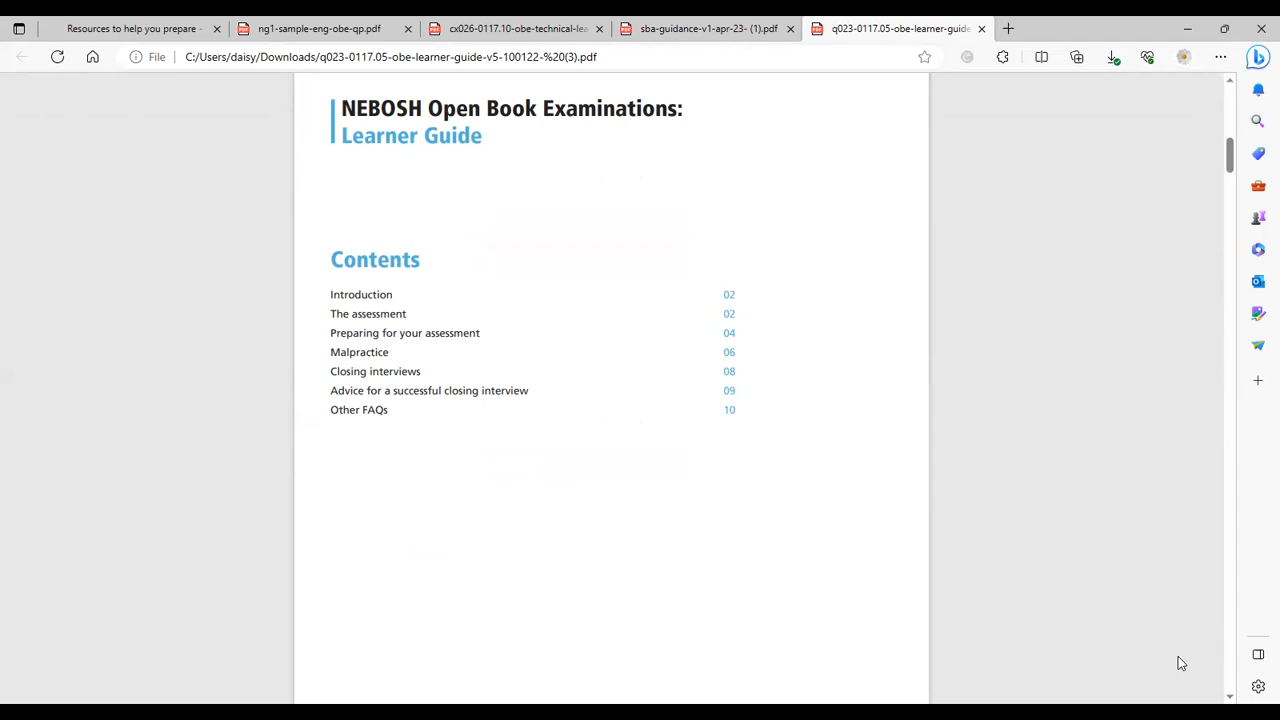 Resources to help you prepare -
ng1-sample-eng-obe-qp.pdf
cx026-0117.10-obe-technical-lea
sba-guidance-v1-apr-23- (1).pdf
q023-0117.05-obe-learner-guide
File
C:/Users/daisy/Downloads/q023-0117.05-obe-learner-guide-v5-100122-%20(3).pdf
NEBOSH Open Book Examinations:
Learner Guide
Contents
Introduction 02
The assessment 02
Preparing for your assessment 04
Malpractice 06
Closing interviews 08
Advice for a successful closing interview 09
Other FAQs 10